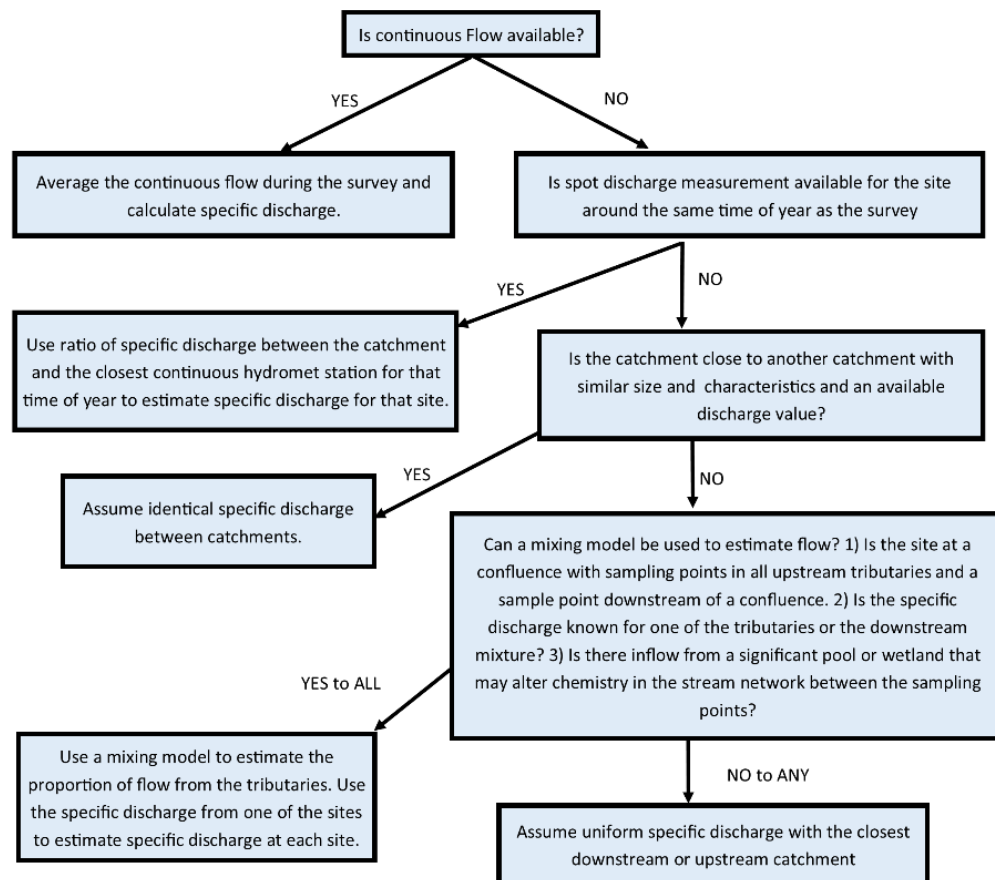 Is continuous Flow available?
YES
NO
Average the continuous flow during the survey and
calculate specific discharge.
Is spot discharge measurement available for the site
around the same time of year as the survey
YES
NO
Use ratio of specific discharge between the catchment
and the closest continuous hydromet station for that
time of year to estimate specific discharge for that site.
Is the catchment close to another catchment with
similar size and characteristics and an available
discharge value?
YES
NO
Assume identical specific discharge
between catchments.
Can a mixing model be used to estimate flow? 1) Is the site at a
confluence with sampling points in all upstream tributaries and a
sample point downstream of a confluence. 2) Is the specific
discharge known for one of the tributaries or the downstream
mixture? 3) Is there inflow from a significant pool or wetland that
may alter chemistry in the stream network between the sampling
points?
YES to ALL
NO to ANY
Use a mixing model to estimate the
proportion of flow from the tributaries. Use
the specific discharge from one of the sites
to estimate specific discharge at each site.
Assume uniform specific discharge with the closest
downstream or upstream catchment